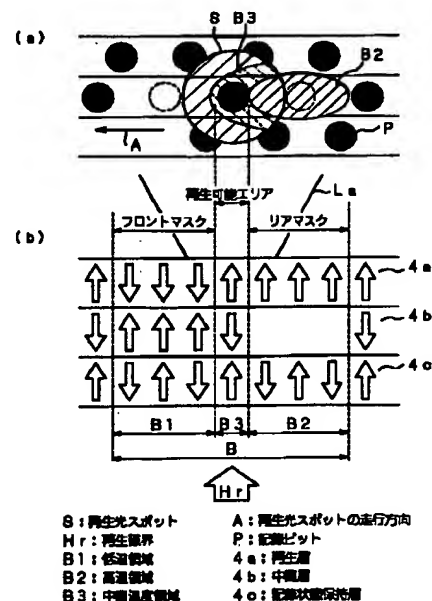 (a)
S
B3
B2
A
P
再生可能エリア
La
フロントマスク
リアマスク
(b)
4a
4b
4c
B1
B3
B2
B
Hr
S:再生光スポット
A:再生光スポットの走行方向
Hr:再生磁界
P:記録ビット
B1:低温領域
4a:再生層
B2:高温領域
4b:中間層
B3:中間温度領域
4c:記録状態保持層